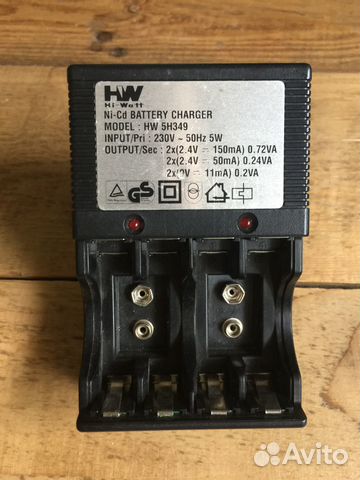 HW
Hi-Watt
Ni-Cd BATTERY CHARGER
MODEL : HW 5H349
INPUT/Pri : 230V ~ 50Hz 5W
OUTPUT/Sec : 2x(2.4V ⎓ 150mA) 0.72VA
2x(2.4V ⎓ 50mA) 0.24VA
2x(9V ⎓ 11mA) 0.2VA
GS
Avito